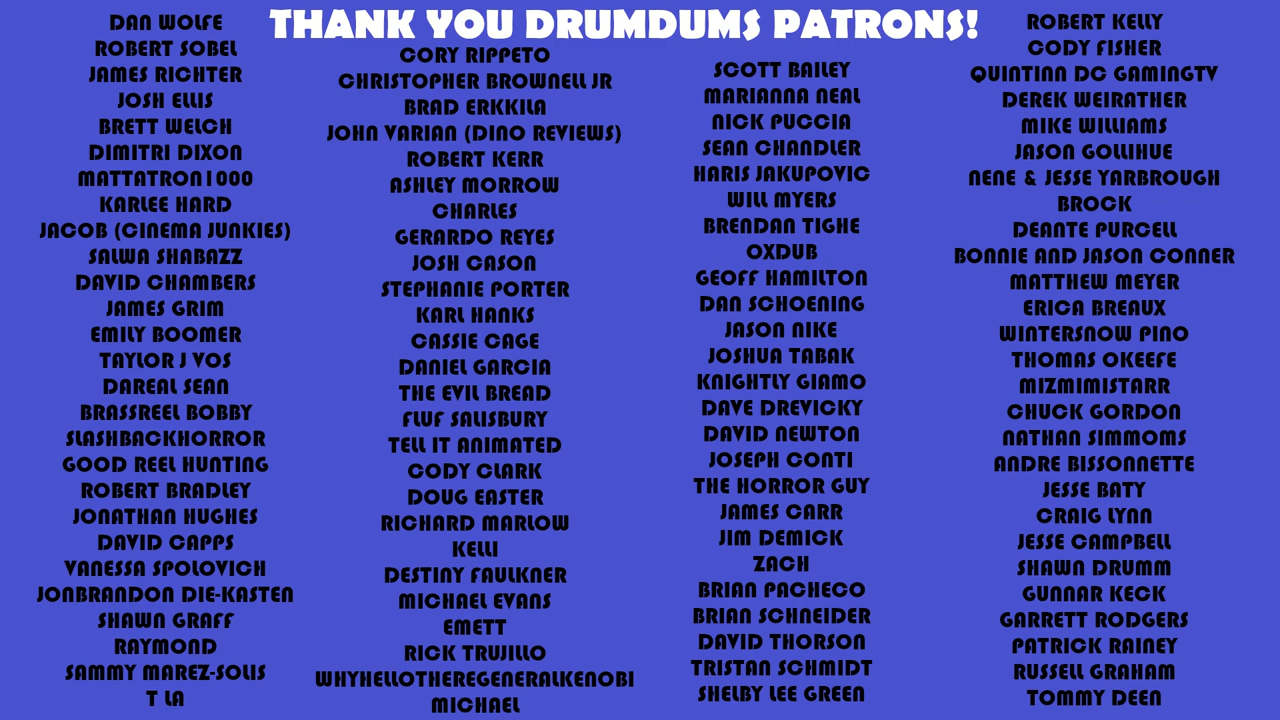 THANK YOU DRUMDUMS PATRONS!
DAN WOLFE
ROBERT SOBEL
JAMES RICHTER
JOSH ELLIS
BRETT WELCH
DIMITRI DIXON
MATTATRON1000
KARLEE HARD
JACOB (CINEMA JUNKIES)
SALWA SHABAZZ
DAVID CHAMBERS
JAMES GRIM
EMILY BOOMER
TAYLOR J VOS
DAREAL SEAN
BRASSREEL BOBBY
SLASHBACKHORROR
GOOD REEL HUNTING
ROBERT BRADLEY
JONATHAN HUGHES
DAVID CAPPS
VANESSA SPOLOVICH
JONBRANDON DIE-KASTEN
SHAWN GRAFF
RAYMOND
SAMMY MAREZ-SOLIS
T LA
CORY RIPPETO
CHRISTOPHER BROWNELL JR
BRAD ERKKILA
JOHN VARIAN (DINO REVIEWS)
ROBERT KERR
ASHLEY MORROW
CHARLES
GERARDO REYES
JOSH CASON
STEPHANIE PORTER
KARL HANKS
CASSIE CAGE
DANIEL GARCIA
THE EVIL BREAD
FLUF SALISBURY
TELL IT ANIMATED
CODY CLARK
DOUG EASTER
RICHARD MARLOW
KELLI
DESTINY FAULKNER
MICHAEL EVANS
EMETT
RICK TRUJILLO
WHYHELLOTHEREGENERALKENOBI
MICHAEL
SCOTT BAILEY
MARIANNA NEAL
NICK PUCCIA
SEAN CHANDLER
HARIS JAKUPOVIC
WILL MYERS
BRENDAN TIGHE
OXDUB
GEOFF HAMILTON
DAN SCHOENING
JASON NIKE
JOSHUA TABAK
KNIGHTLY GIAMO
DAVE DREVICKY
DAVID NEWTON
JOSEPH CONTI
THE HORROR GUY
JAMES CARR
JIM DEMICK
ZACH
BRIAN PACHECO
BRIAN SCHNEIDER
DAVID THORSON
TRISTAN SCHMIDT
SHELBY LEE GREEN
ROBERT KELLY
CODY FISHER
QUINTINN DC GAMINGTV
DEREK WEIRATHER
MIKE WILLIAMS
JASON GOLLIHUE
NENE & JESSE YARBROUGH
BROCK
DEANTE PURCELL
BONNIE AND JASON CONNER
MATTHEW MEYER
ERICA BREAUX
WINTERSNOW PINO
THOMAS OKEEFE
MIZMIMISTARR
CHUCK GORDON
NATHAN SIMMOMS
ANDRE BISSONNETTE
JESSE BATY
CRAIG LYNN
JESSE CAMPBELL
SHAWN DRUMM
GUNNAR KECK
GARRETT RODGERS
PATRICK RAINEY
RUSSELL GRAHAM
TOMMY DEEN